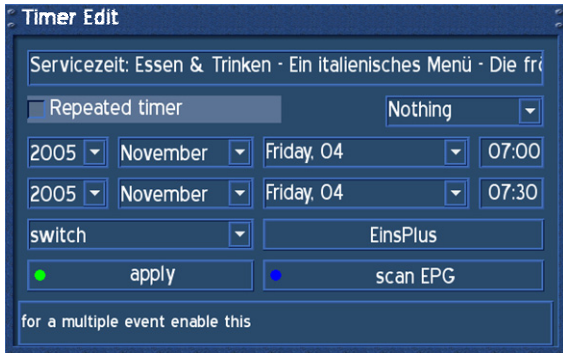 Timer Edit
Servicezeit: Essen & Trinken - Ein italienisches Menü - Die frö
Repeated timer Nothing
2005 November Friday, 04 07:00
2005 November Friday, 04 07:30
switch EinsPlus
apply scan EPG
for a multiple event enable this